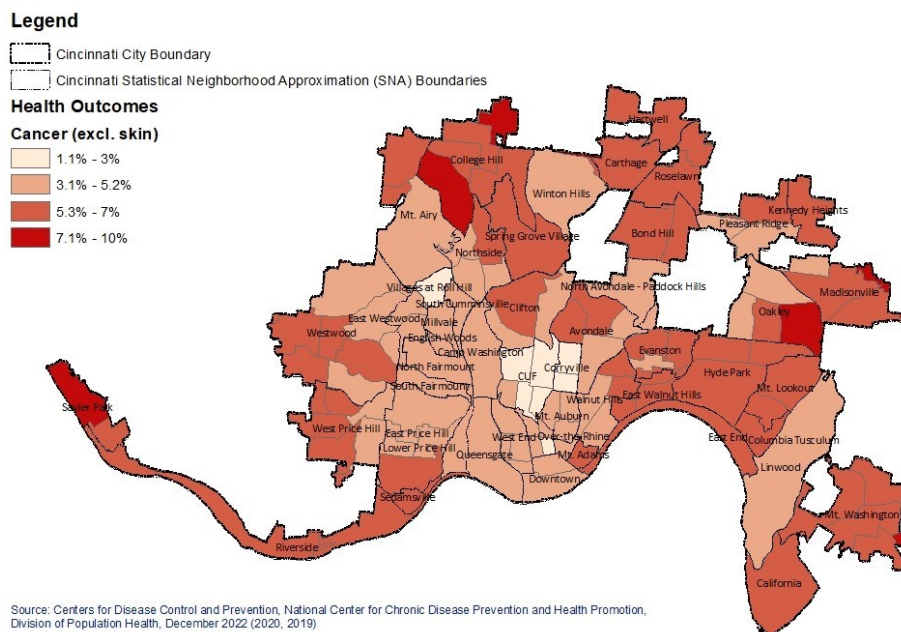 Legend
Cincinnati City Boundary
Cincinnati Statistical Neighborhood Approximation (SNA) Boundaries
Health Outcomes
Cancer (excl. skin)
1.1% - 3%
3.1% - 5.2%
5.3% - 7%
7.1% - 10%
Hartwell
College Hill
Carthage
Roselawn
Winton Hills
Mt. Airy
Kennedy Heights
Pleasant Ridge
Spring Grove Village
Bond Hill
Northside
Villages at Roll Hill
North Avondale - Paddock Hills
Madisonville
South Cumminsville
Clifton
Oakley
East Westwood
Millvale
Westwood
Avondale
English Woods
Camp Washington
Evanston
North Fairmount
Corryville
Hyde Park
CUF
South Fairmount
Mt. Lookout
Walnut Hills
East Walnut Hills
Sayler Park
Mt. Auburn
West Price Hill
East Price Hill
West End
Over-the-Rhine
East End
Columbia Tusculum
Lower Price Hill
Queensgate
Mt. Adams
Linwood
Downtown
Sedamsville
Mt. Washington
Riverside
California
Source: Centers for Disease Control and Prevention, National Center for Chronic Disease Prevention and Health Promotion,
Division of Population Health, December 2022 (2020, 2019)